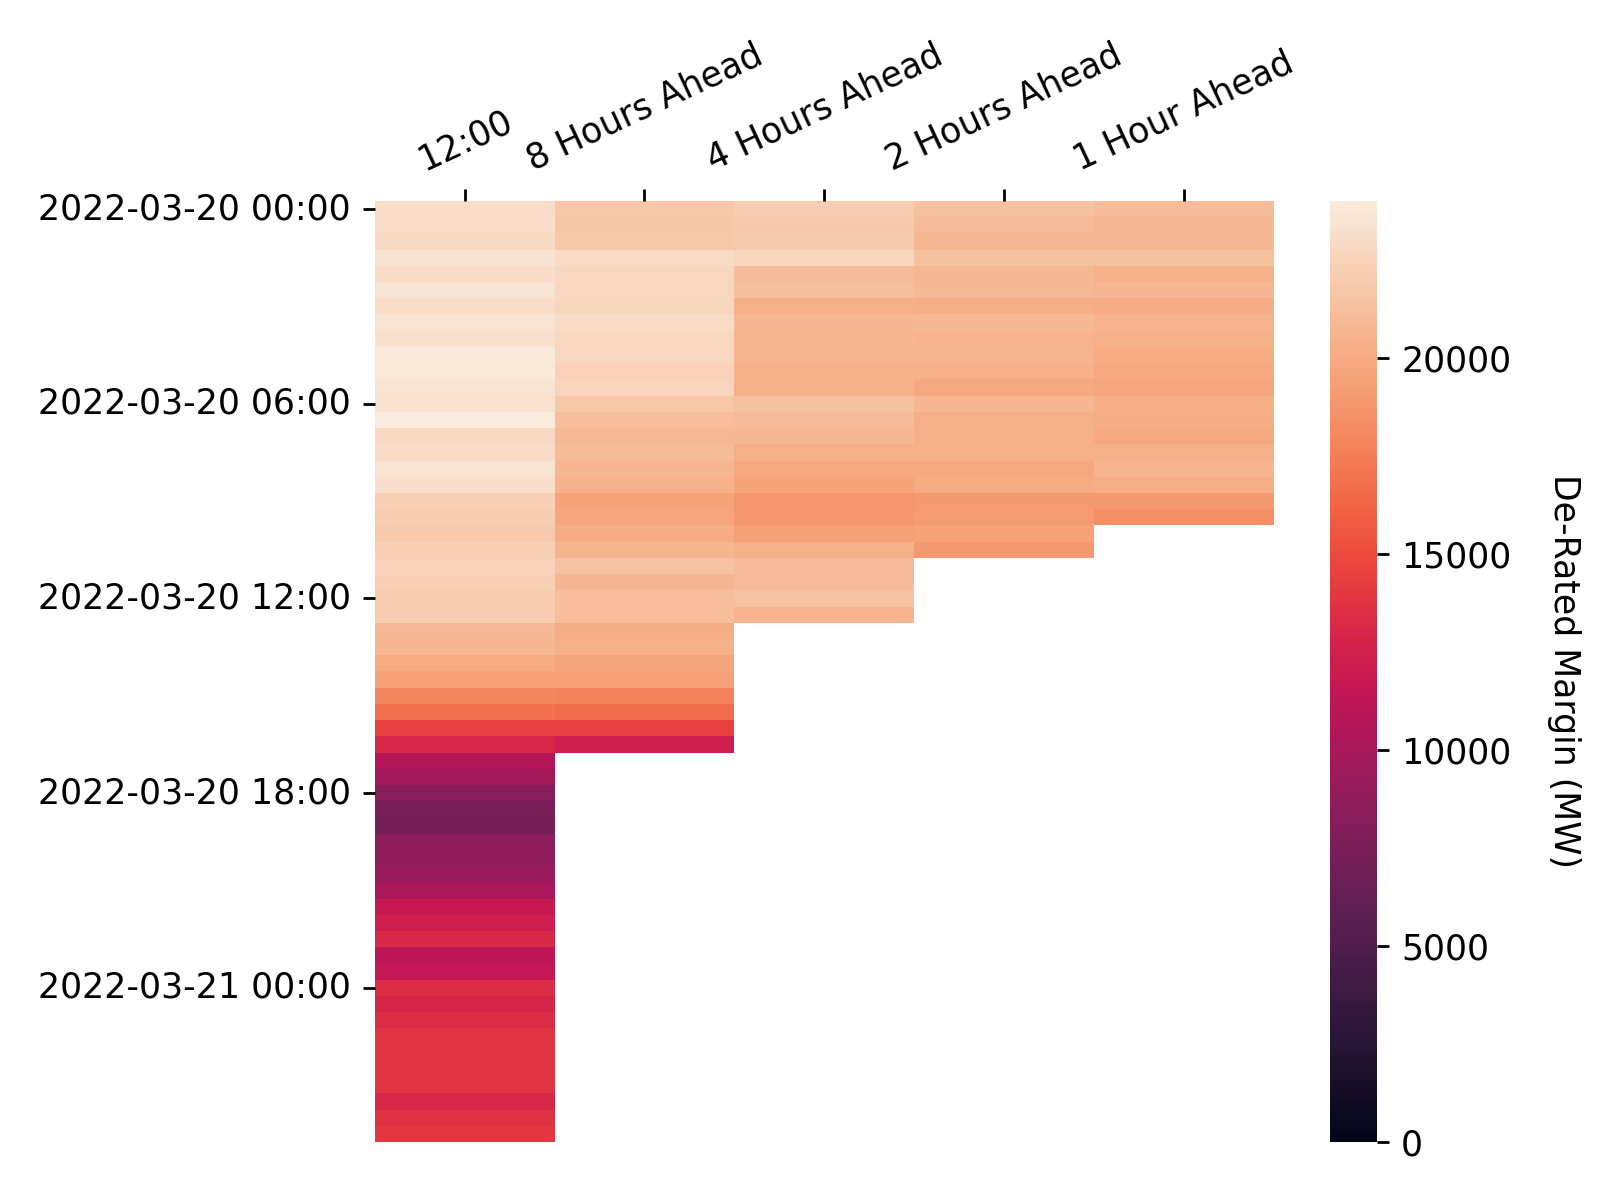 12:00
8 Hours Ahead
4 Hours Ahead
2 Hours Ahead
1 Hour Ahead
2022-03-20 00:00
2022-03-20 06:00
2022-03-20 12:00
2022-03-20 18:00
2022-03-21 00:00
20000
15000
10000
5000
0
De-Rated Margin (MW)